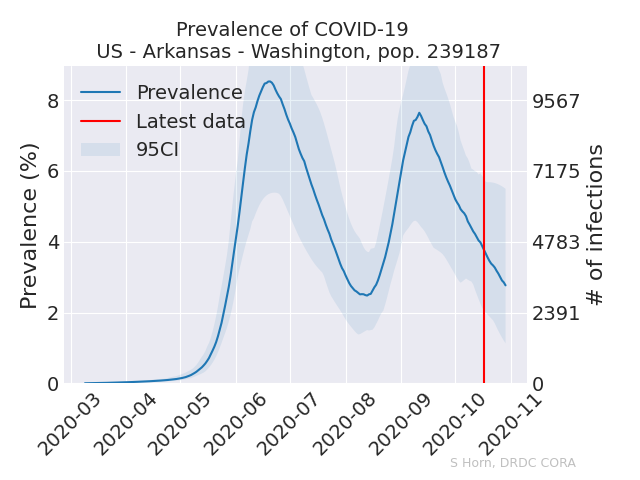 Prevalence of COVID-19
US - Arkansas - Washington, pop. 239187
Prevalence
Latest data
95CI
Prevalence (%)
8
6
4
2
0
9567
7175
4783
2391
0
# of infections
2020-03
2020-04
2020-05
2020-06
2020-07
2020-08
2020-09
2020-10
2020-11
S Horn, DRDC CORA